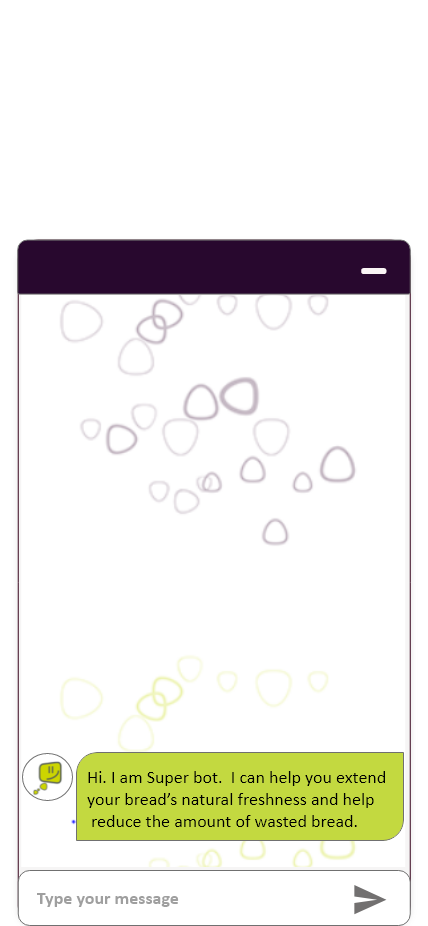 Hi. I am Super bot.  I can help you extend
your bread’s natural freshness and help
reduce the amount of wasted bread.
Type your message